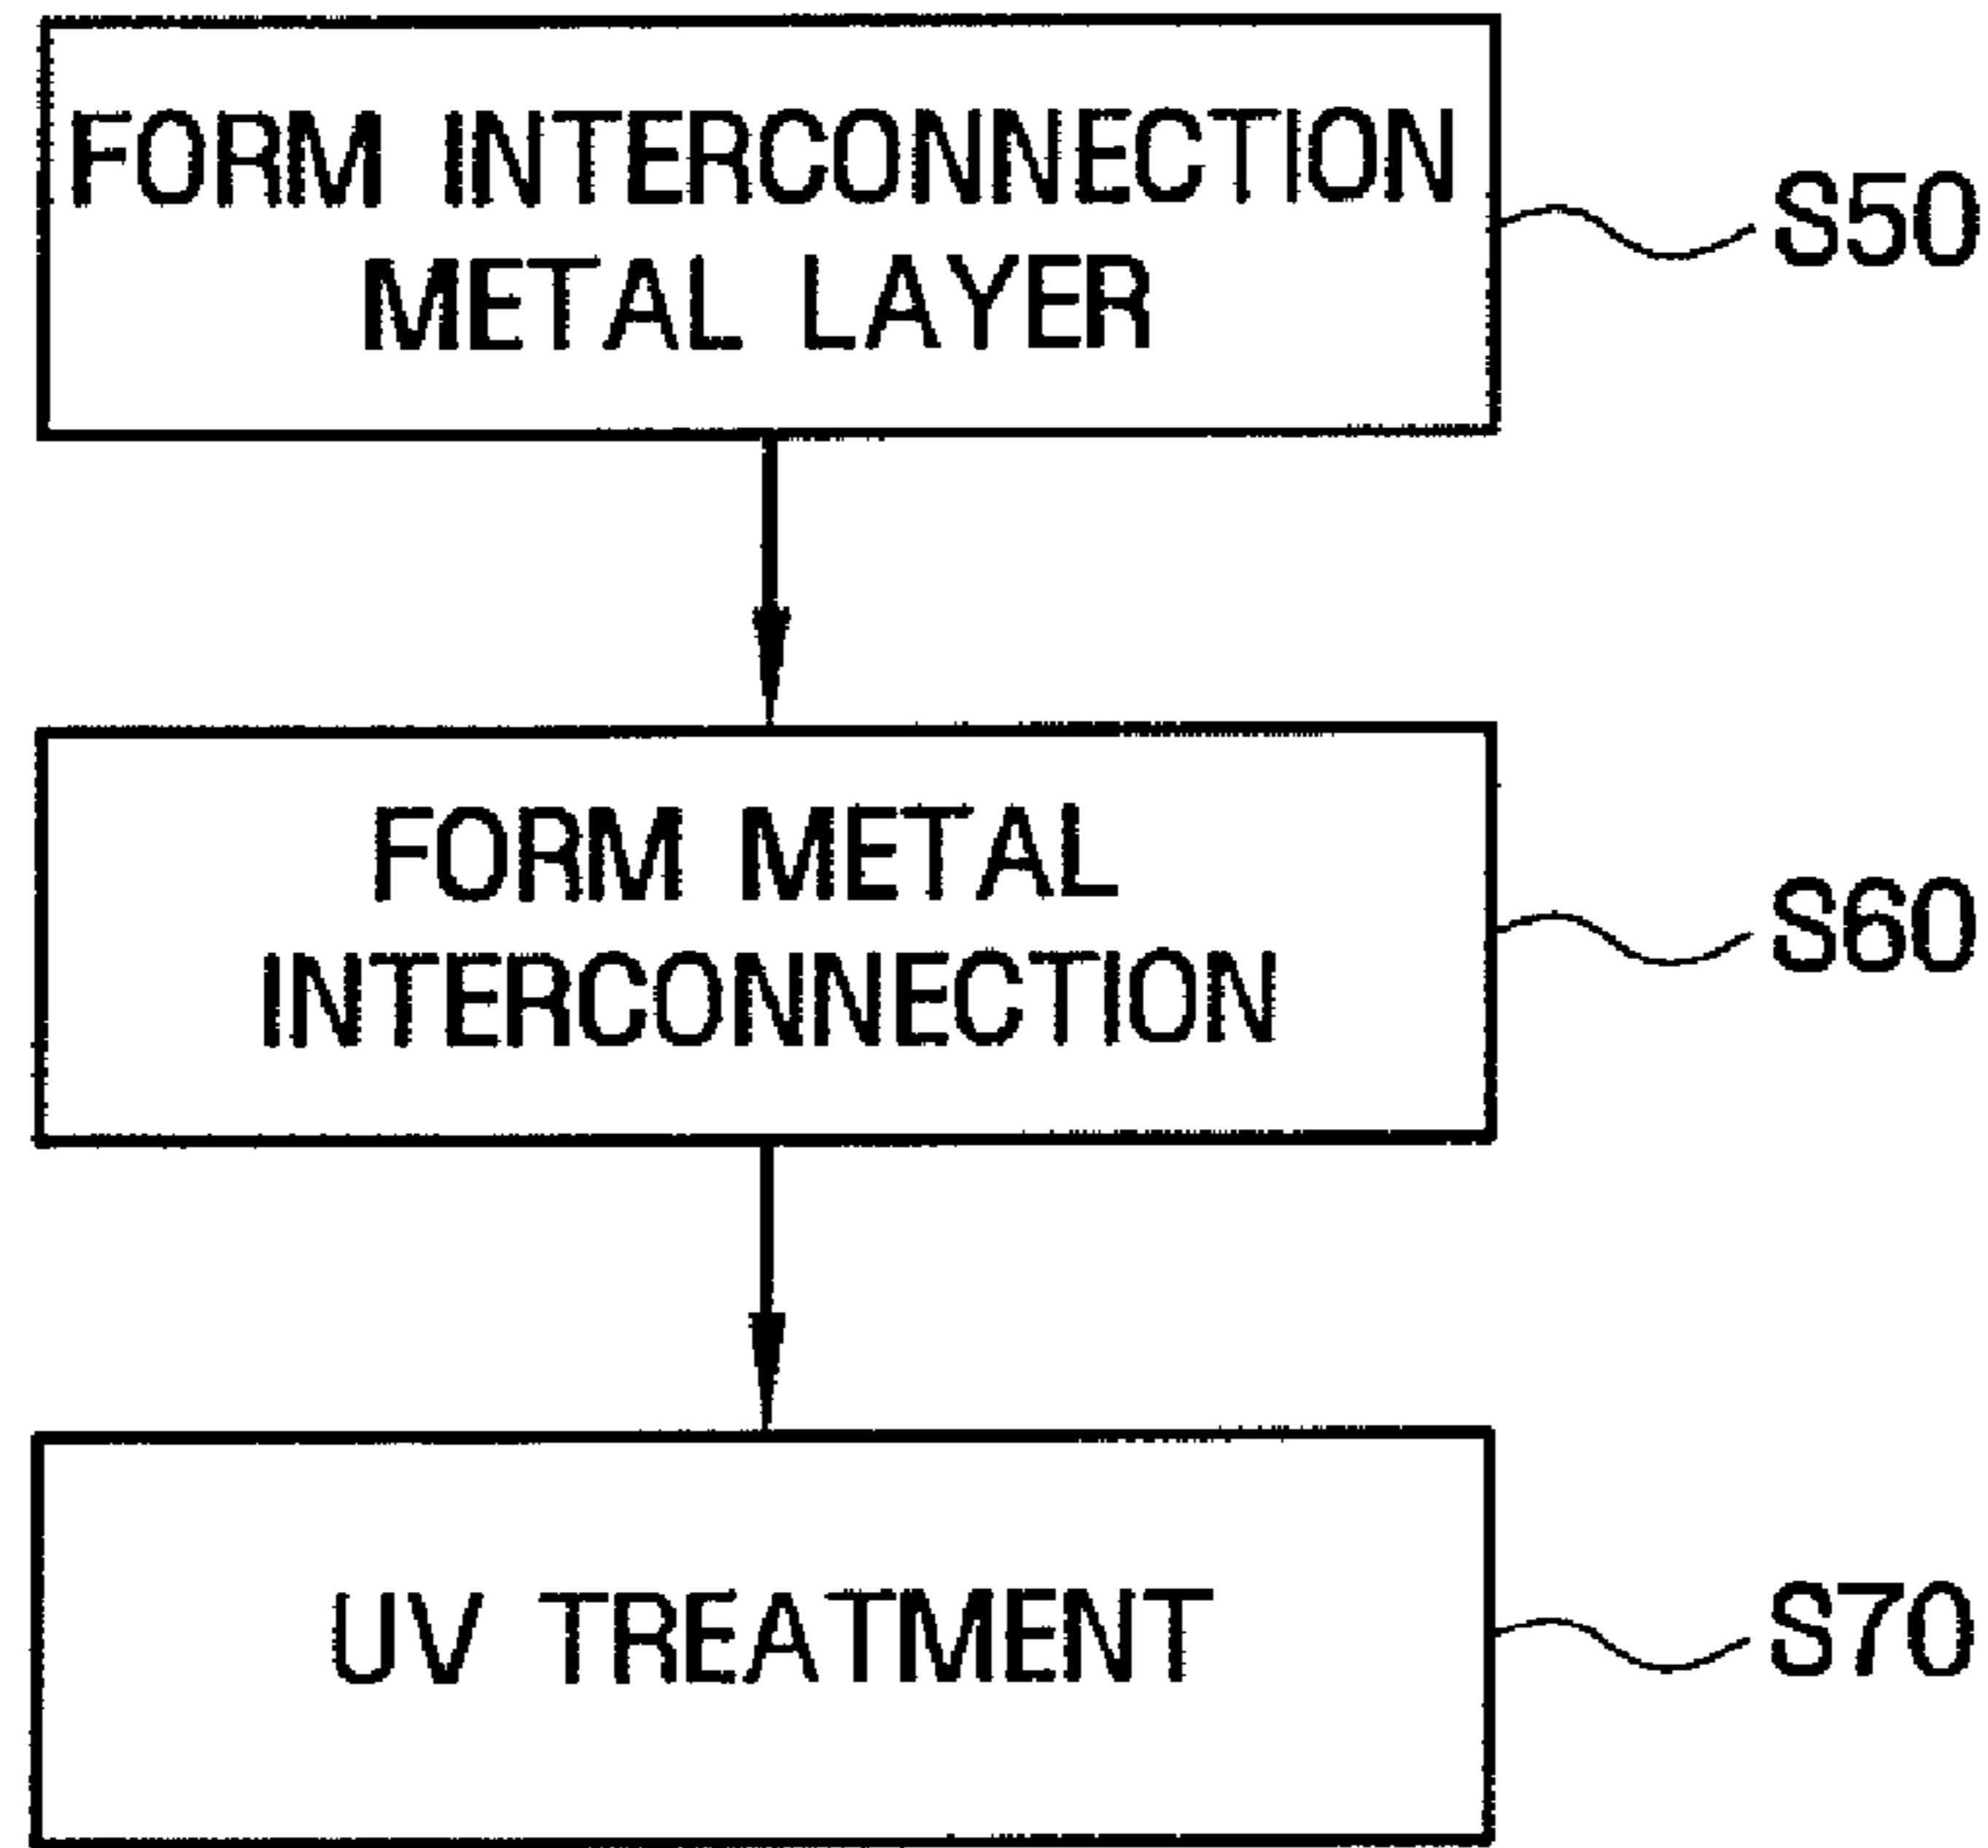 FORM INTERCONNECTION
METAL LAYER
S50
FORM METAL
INTERCONNECTION
S60
UV TREATMENT
S70